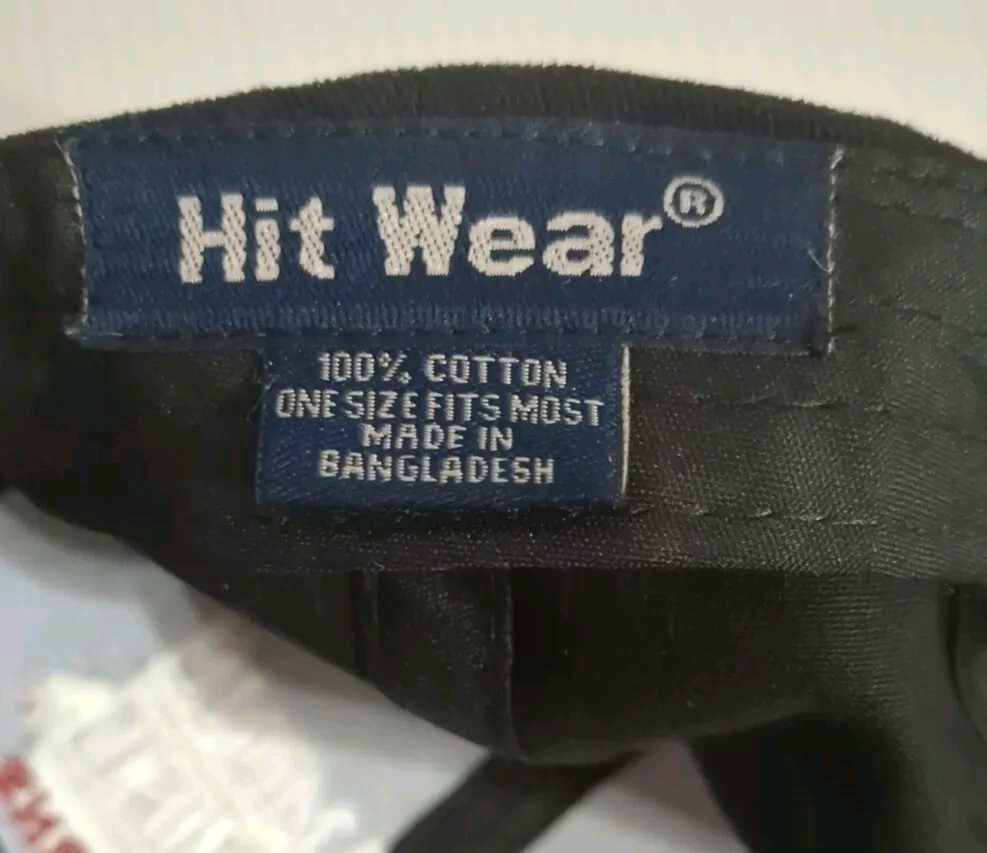 Hit Wear®
100% COTTON
ONE SIZE FITS MOST
MADE IN
BANGLADESH